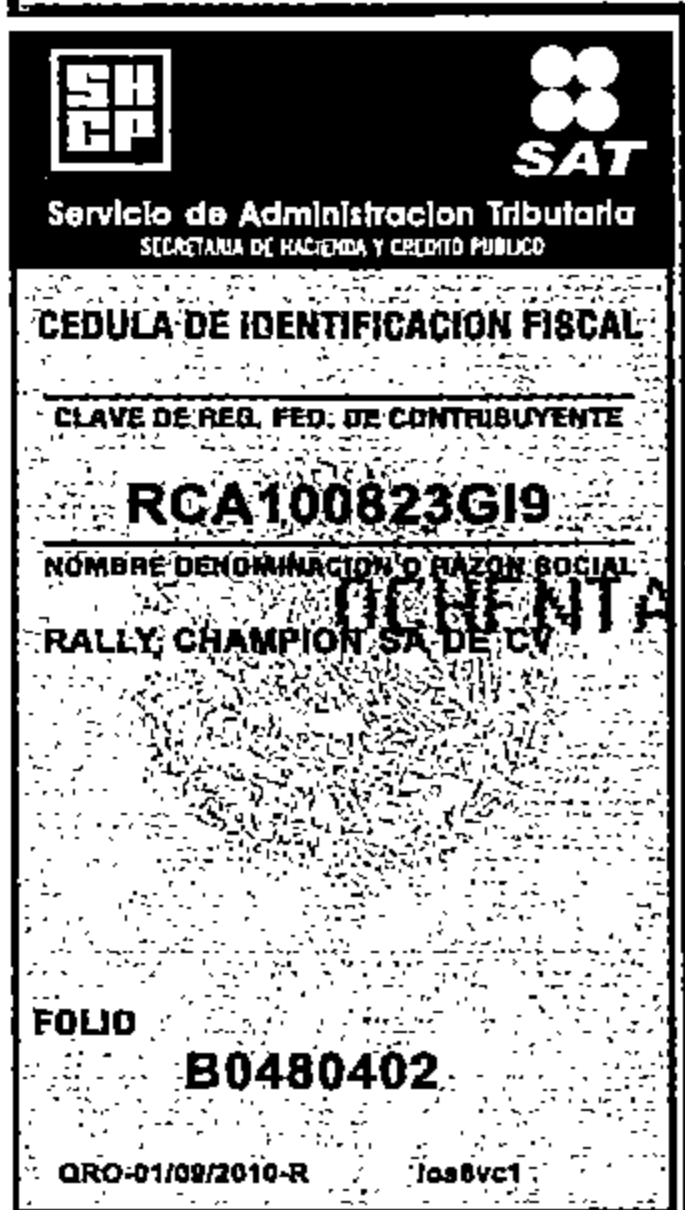 SH
CP
SAT
Servicio de Administracion Tributaria
SECRETARIA DE HACIENDA Y CREDITO PUBLICO
CEDULA DE IDENTIFICACION FISCAL
CLAVE DE REG. FED. DE CONTRIBUYENTE
RCA100823GI9
NOMBRE DENOMINACION O RAZON SOCIAL
OCHENTA
RALLY, CHAMPION SA DE CV
FOLIO
B0480402
QRO-01/09/2010-R